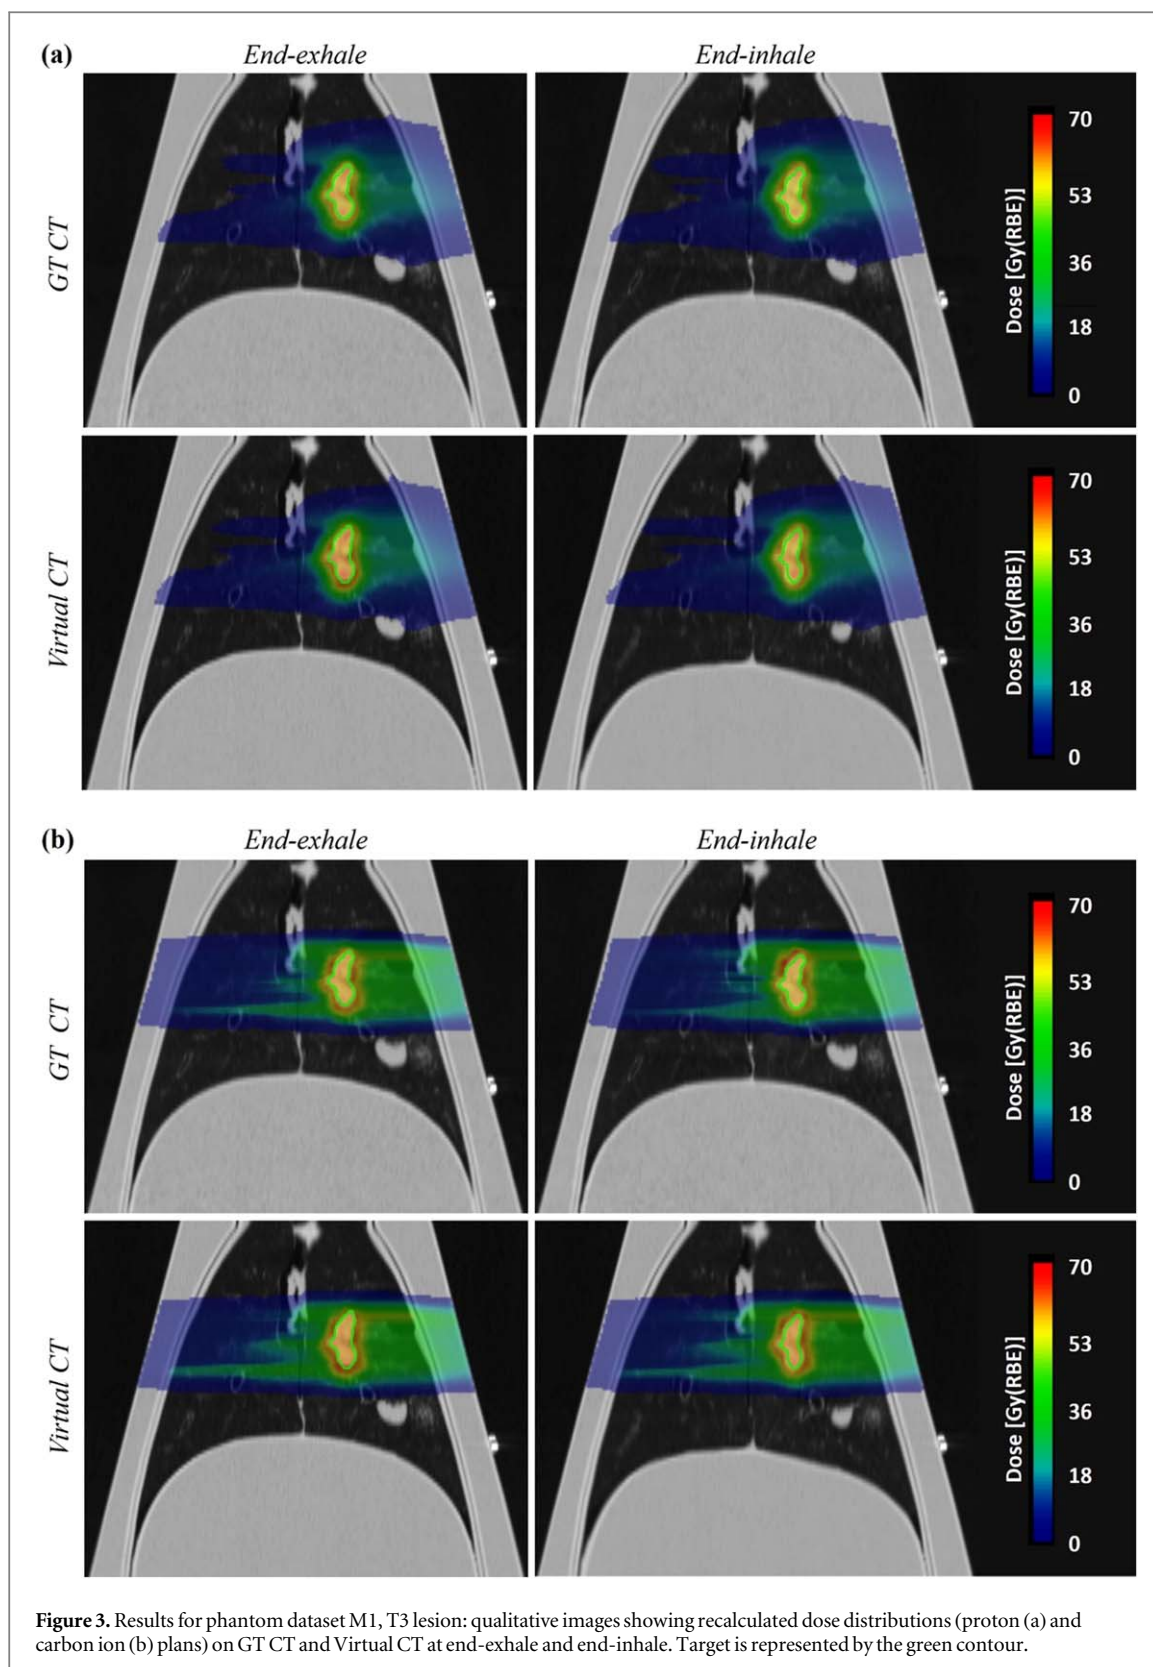 (a)
End-exhale
End-inhale
GT CT
Dose [Gy(RBE)]
70
53
36
18
0
Virtual CT
Dose [Gy(RBE)]
70
53
36
18
0
(b)
End-exhale
End-inhale
GT CT
Dose [Gy(RBE)]
70
53
36
18
0
Virtual CT
Dose [Gy(RBE)]
70
53
36
18
0
Figure 3. Results for phantom dataset M1, T3 lesion: qualitative images showing recalculated dose distributions (proton (a) and
carbon ion (b) plans) on GT CT and Virtual CT at end-exhale and end-inhale. Target is represented by the green contour.